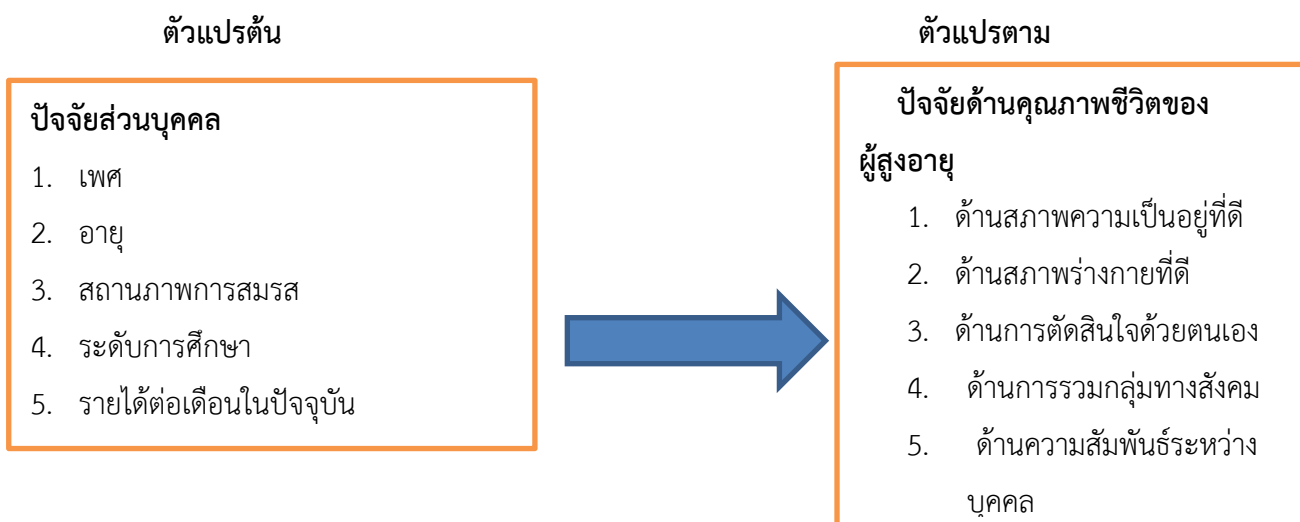 ตัวแปรต้น
ปัจจัยส่วนบุคคล
1. เพศ
2. อายุ
3. สถานภาพการสมรส
4. ระดับการศึกษา
5. รายได้ต่อเดือนในปัจจุบัน
ตัวแปรตาม
ปัจจัยด้านคุณภาพชีวิตของ
ผู้สูงอายุ
1. ด้านสภาพความเป็นอยู่ที่ดี
2. ด้านสภาพร่างกายที่ดี
3. ด้านการตัดสินใจด้วยตนเอง
4. ด้านการรวมกลุ่มทางสังคม
5. ด้านความสัมพันธ์ระหว่าง
บุคคล